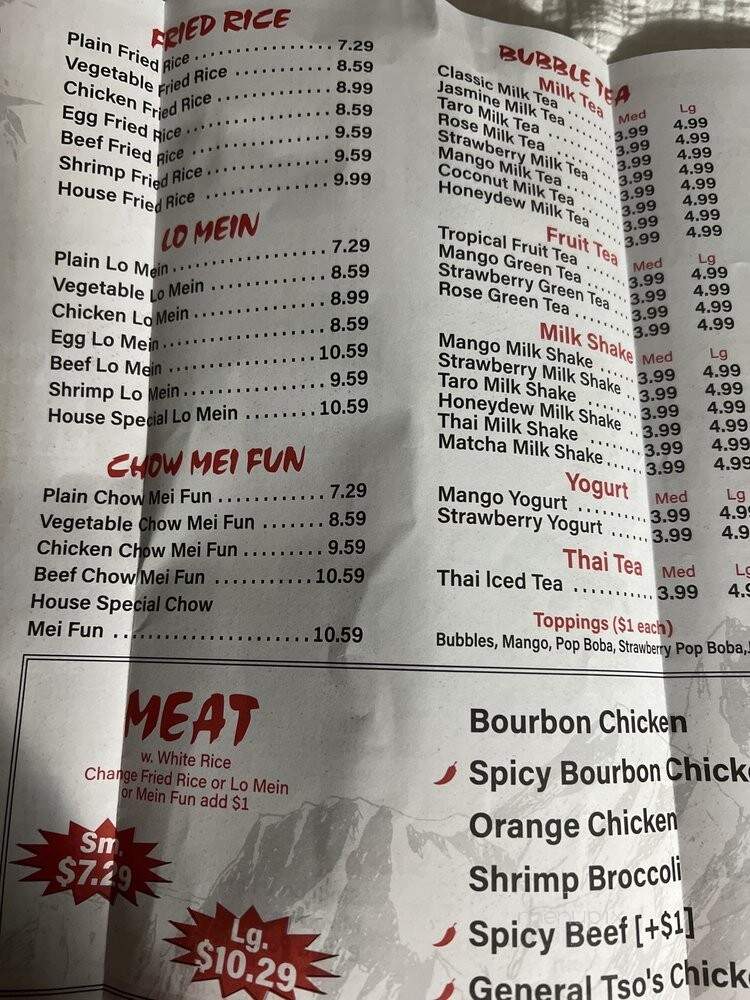 FRIED RICE
Plain Fried Rice 7.29
Vegetable Fried Rice 8.59
Chicken Fried Rice 8.99
Egg Fried Rice 8.59
Beef Fried Rice 9.59
Shrimp Fried Rice 9.59
House Fried Rice 9.99
LO MEIN
Plain Lo Mein 7.29
Vegetable Lo Mein 8.59
Chicken Lo Mein 8.99
Egg Lo Mein 8.59
Beef Lo Mein 10.59
Shrimp Lo Mein 9.59
House Special Lo Mein 10.59
CHOW MEI FUN
Plain Chow Mei Fun 7.29
Vegetable Chow Mei Fun 8.59
Chicken Chow Mei Fun 9.59
Beef Chow Mei Fun 10.59
House Special Chow
Mei Fun 10.59
BUBBLE TEA
Milk Tea Med Lg
Classic Milk Tea 3.99 4.99
Jasmine Milk Tea 3.99 4.99
Taro Milk Tea 3.99 4.99
Rose Milk Tea 3.99 4.99
Strawberry Milk Tea 3.99 4.99
Mango Milk Tea 3.99 4.99
Coconut Milk Tea 3.99 4.99
Honeydew Milk Tea 3.99 4.99
Fruit Tea Med Lg
Tropical Fruit Tea 3.99 4.99
Mango Green Tea 3.99 4.99
Strawberry Green Tea 3.99 4.99
Rose Green Tea 3.99 4.99
Milk Shake Med Lg
Mango Milk Shake 3.99 4.99
Strawberry Milk Shake 3.99 4.99
Taro Milk Shake 3.99 4.99
Honeydew Milk Shake 3.99 4.99
Thai Milk Shake 3.99 4.99
Matcha Milk Shake 3.99 4.99
Yogurt Med Lg
Mango Yogurt 3.99 4.9
Strawberry Yogurt 3.99 4.9
Thai Tea Med Lg
Thai Iced Tea 3.99 4.9
Toppings ($1 each)
Bubbles, Mango, Pop Boba, Strawberry Pop Boba,
MEAT
w. White Rice
Change Fried Rice or Lo Mein
or Mein Fun add $1
Sm.
$7.29
Lg.
$10.29
Bourbon Chicken
Spicy Bourbon Chick
Orange Chicken
Shrimp Broccoli
Spicy Beef [+$1]
General Tso's Chick